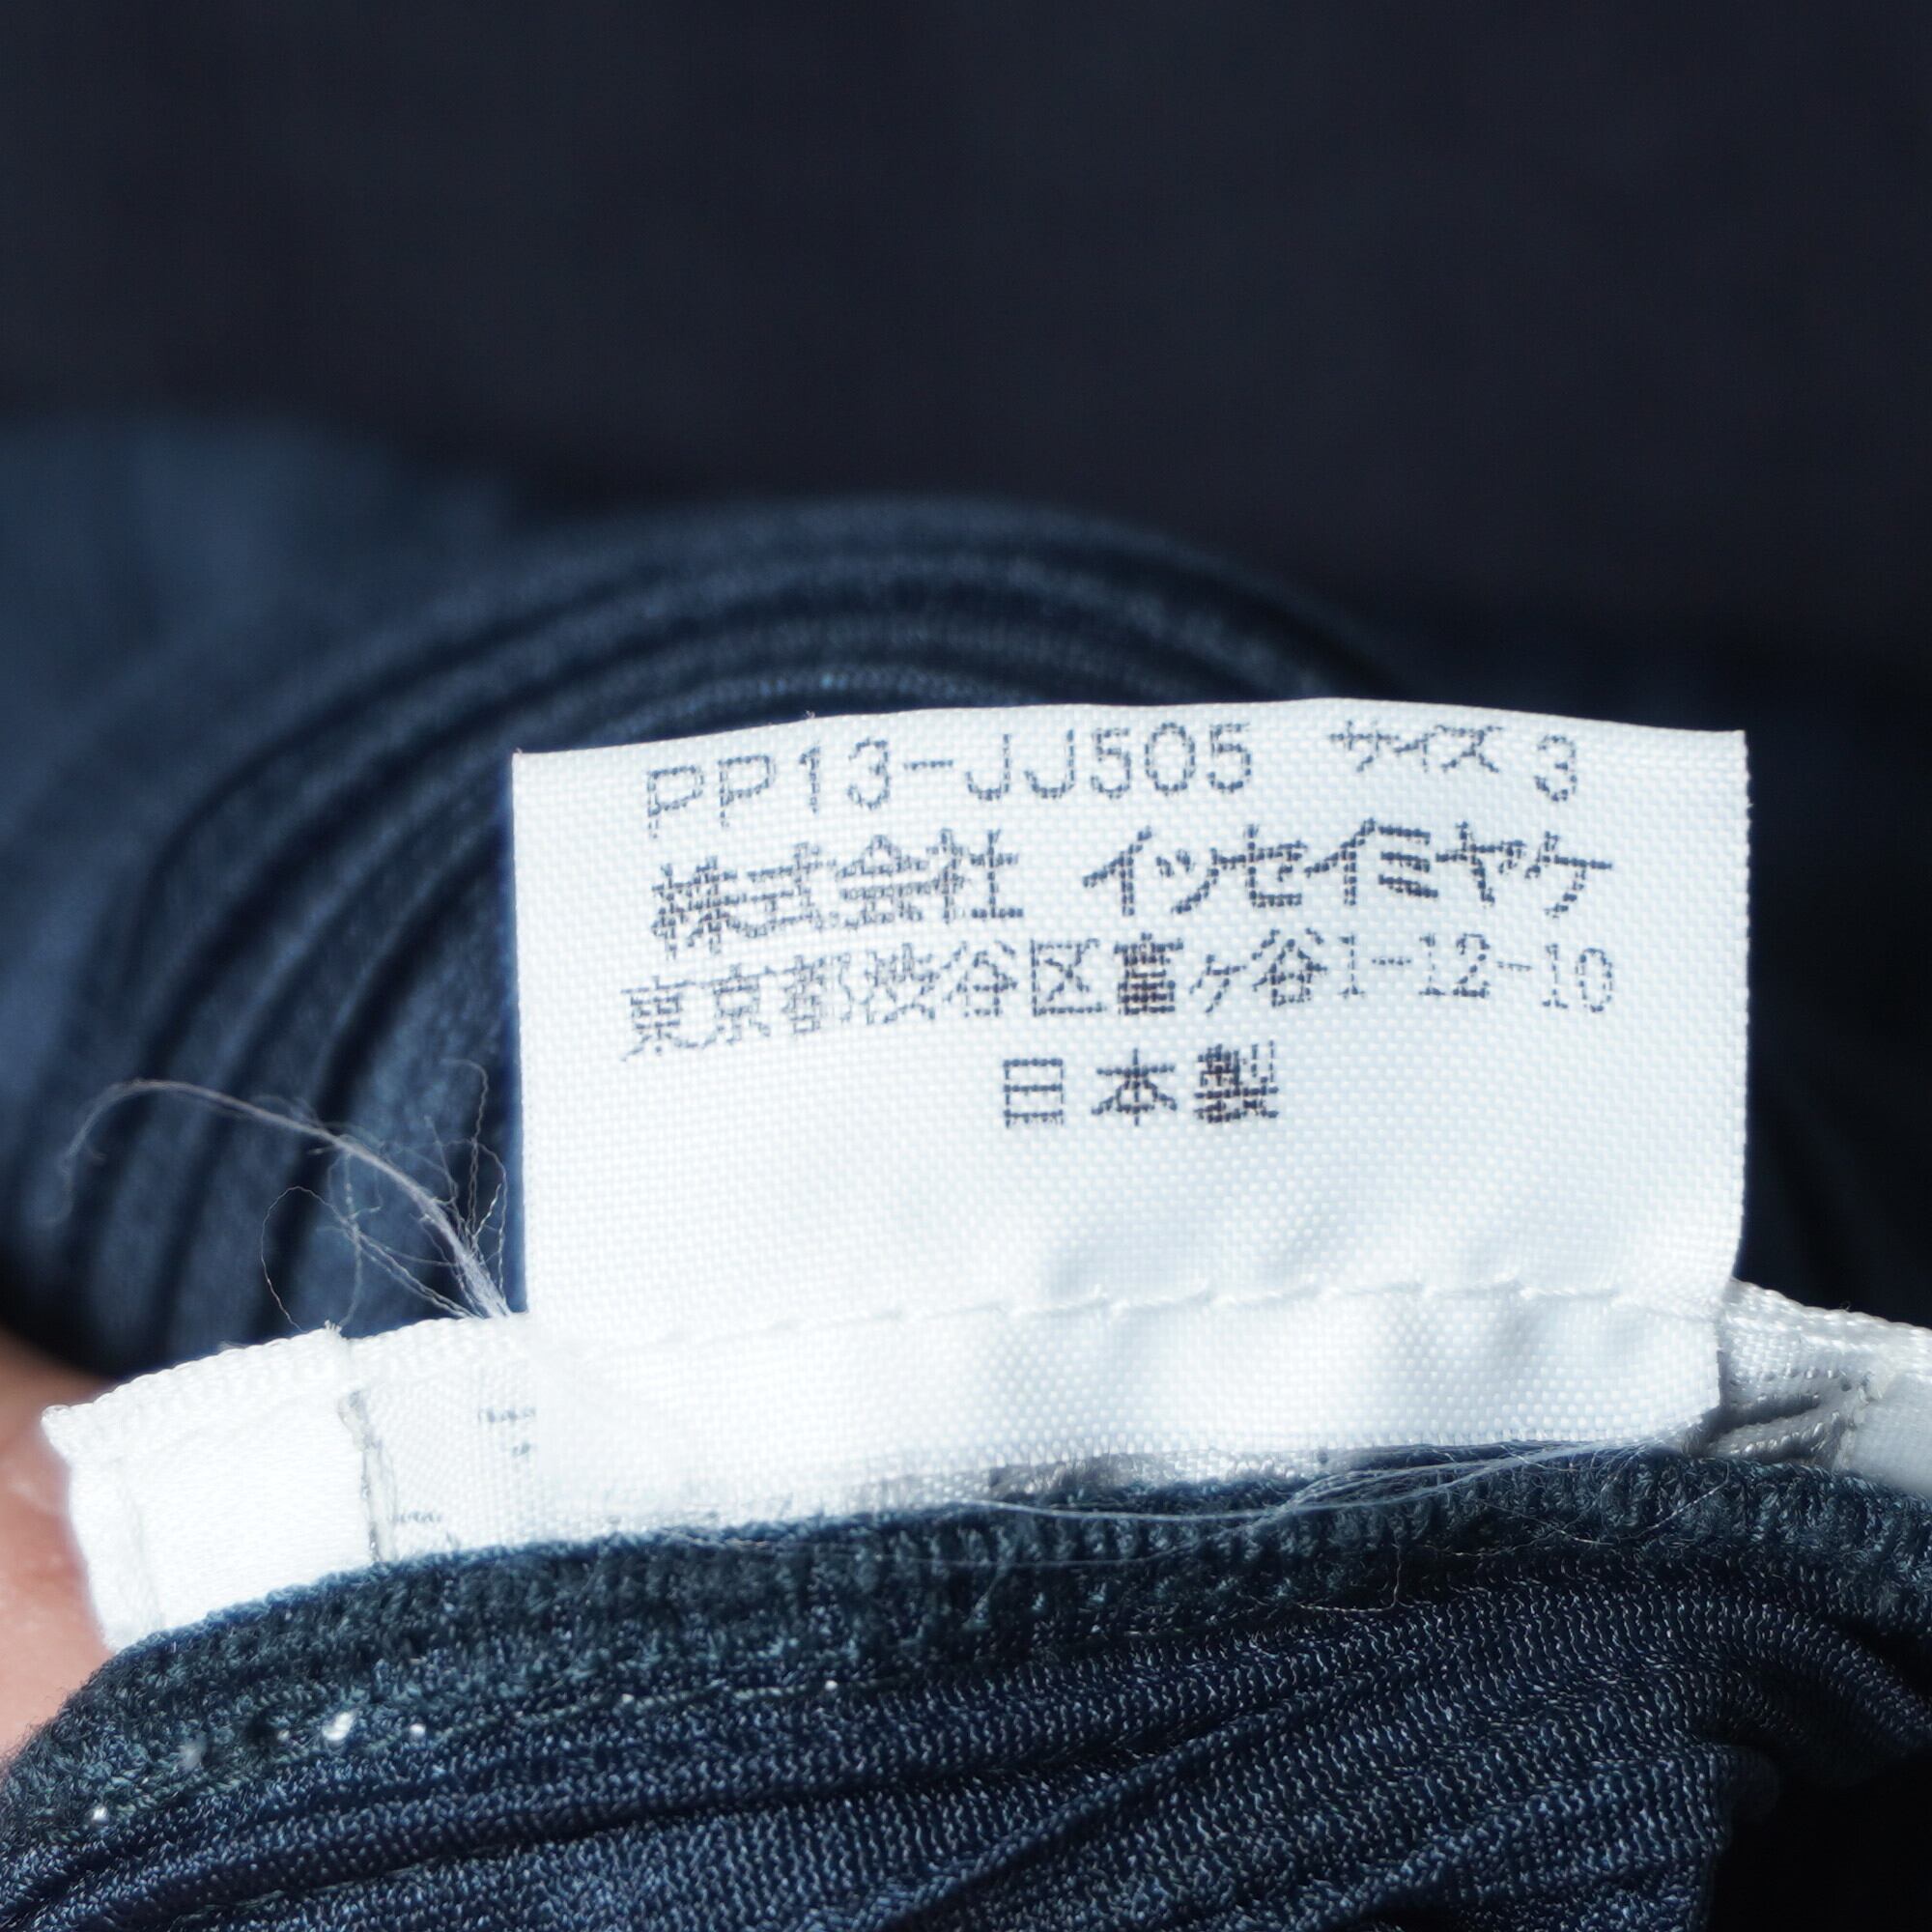 PP13-JJ505 サイズ 3
株式会社 イッセイミヤケ
東京都渋谷区富ヶ谷1-12-10
日本製